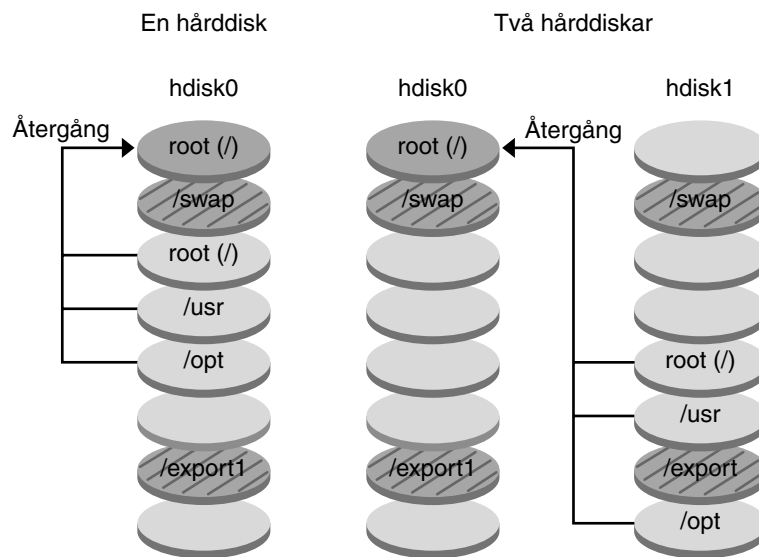 En hårddisk
Två hårddiskar
hdisk0
hdisk0
hdisk1
Återgång
root (/)
/swap
root (/)
/usr
/opt
/export1
root (/)
/swap
/export1
Återgång
/swap
root (/)
/usr
/export
/opt